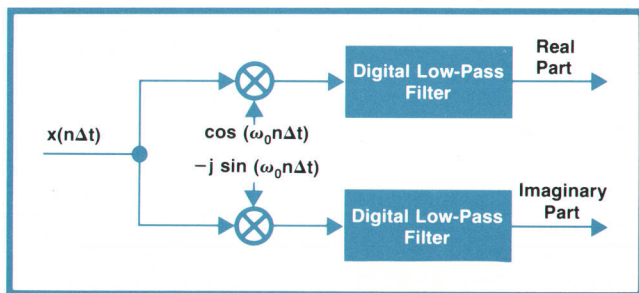 Real
Part
Digital Low-Pass
Filter
x(nΔt)
cos (ω₀nΔt)
−j sin (ω₀nΔt)
Imaginary
Part
Digital Low-Pass
Filter